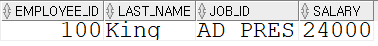 EMPLOYEE_ID LAST_NAME JOB_ID SALARY
100 King AD PRES 24000